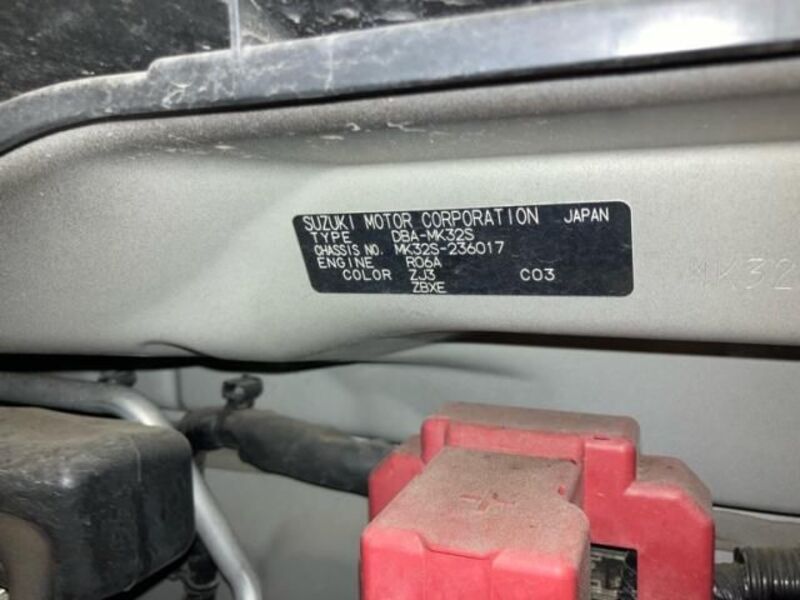 SUZUKI MOTOR CORPORATION JAPAN
TYPE DBA-MK32S
CHASSIS NO. MK32S-236017
ENGINE R06A
COLOR ZJ3 C03
ZBXE
MK32
+